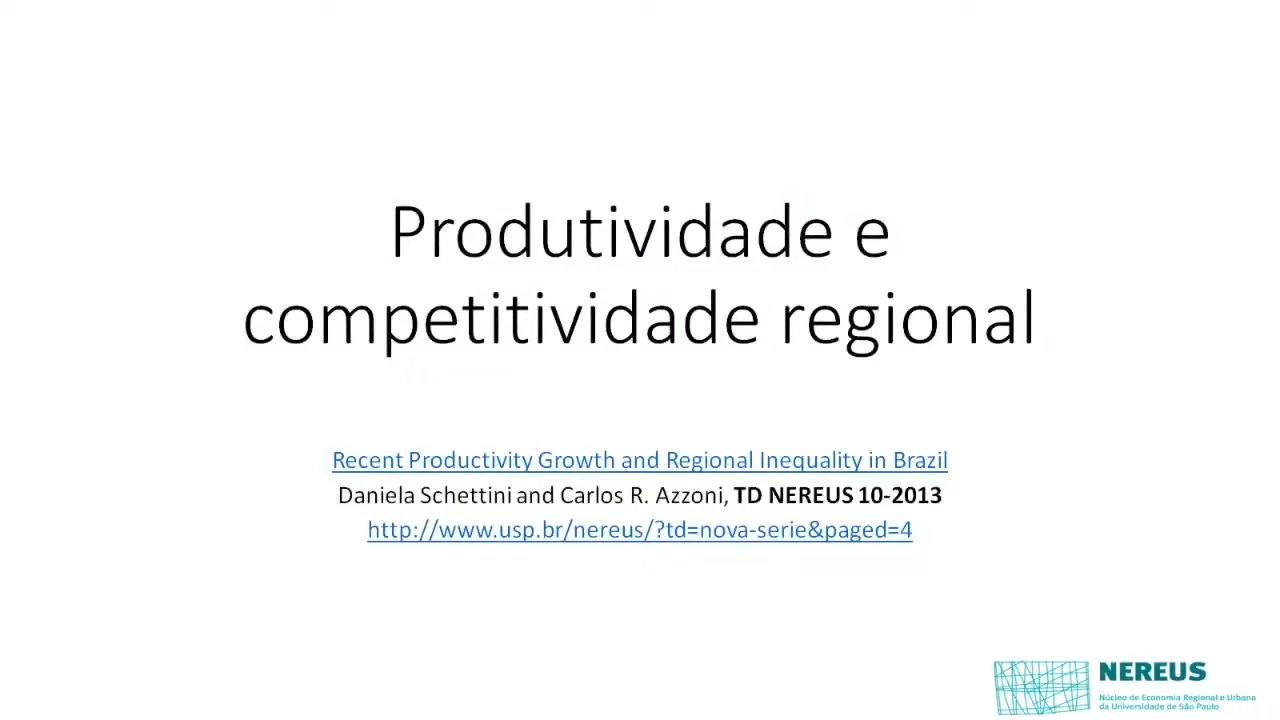 Produtividade e
competitividade regional
Recent Productivity Growth and Regional Inequality in Brazil
Daniela Schettini and Carlos R. Azzoni, TD NEREUS 10-2013
http://www.usp.br/nereus/?td=nova-serie&paged=4
NEREUS
Núcleo de Economia Regional e Urbana
da Universidade de São Paulo